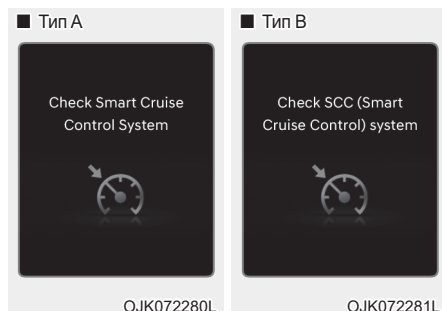 ■ Тип A
Check Smart Cruise
Control System
OJK072280L
■ Тип B
Check SCC (Smart
Cruise Control) system
OJK072281L